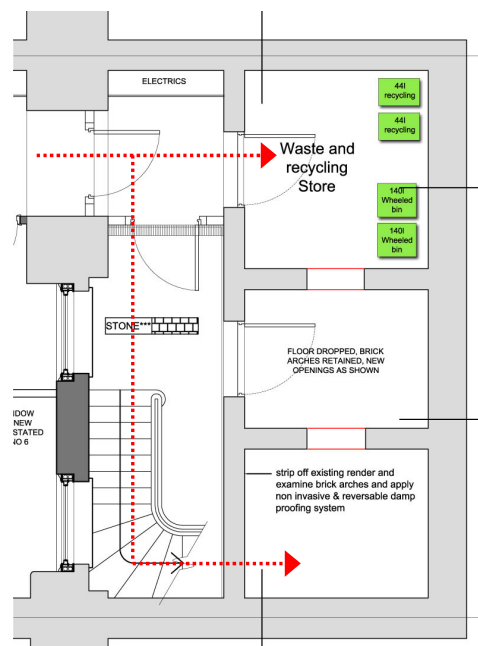 ELECTRICS
44l
recycling
44l
recycling
Waste and
recycling
Store
140l
Wheeled
bin
140l
Wheeled
bin
STONE***
FLOOR DROPPED, BRICK
ARCHES RETAINED, NEW
OPENINGS AS SHOWN
NDOW
NEW
STATED
NO 6
strip off existing render and
examine brick arches and apply
non invasive & reversable damp
proofing system